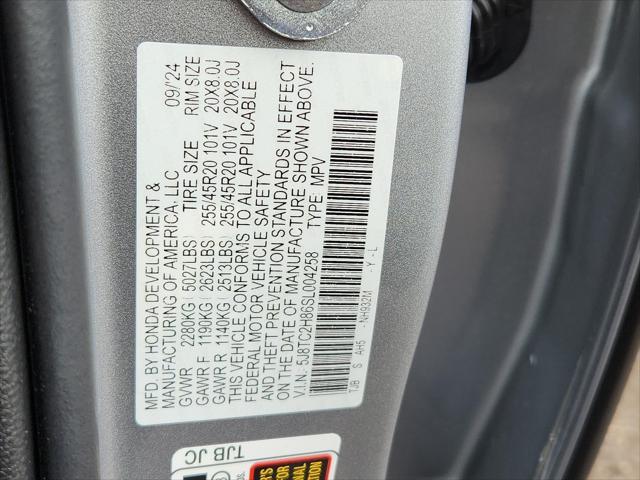 MFD. BY HONDA DEVELOPMENT & 09/'24
MANUFACTURING OF AMERICA, LLC
TIRE SIZE RIM SIZE
GVWR 2280KG( 5027LBS)
GAWR F 1190KG( 2623LBS) 255/45R20 101V 20X8.0J
GAWR R 1140KG( 2513LBS) 255/45R20 101V 20X8.0J
THIS VEHICLE CONFORMS TO ALL APPLICABLE
FEDERAL MOTOR VEHICLE SAFETY
AND THEFT PREVENTION STANDARDS IN EFFECT
ON THE DATE OF MANUFACTURE SHOWN ABOVE.
V.I.N: 5J8TC2H86SL004258 TYPE: MPV
TJB S AH5 -NH932M -Y-L
TJB JC